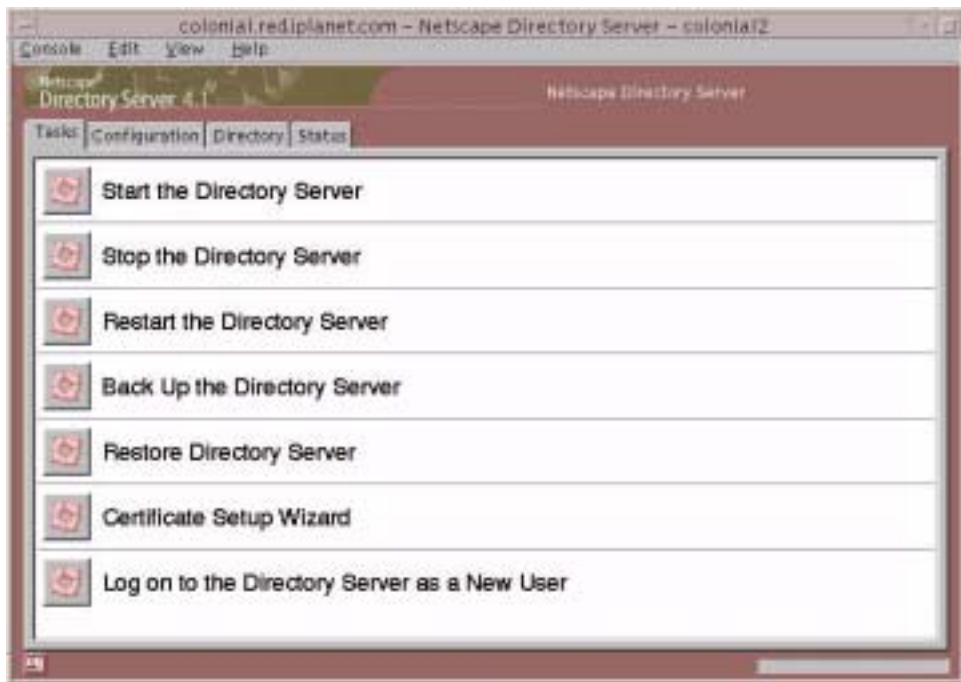 colonial.red.iplanet.com – Netscape Directory Server – colonial2
Console Edit View Help
Netscape
Directory Server 4.1
Netscape Directory Server
Tasks Configuration Directory Status
Start the Directory Server
Stop the Directory Server
Restart the Directory Server
Back Up the Directory Server
Restore Directory Server
Certificate Setup Wizard
Log on to the Directory Server as a New User